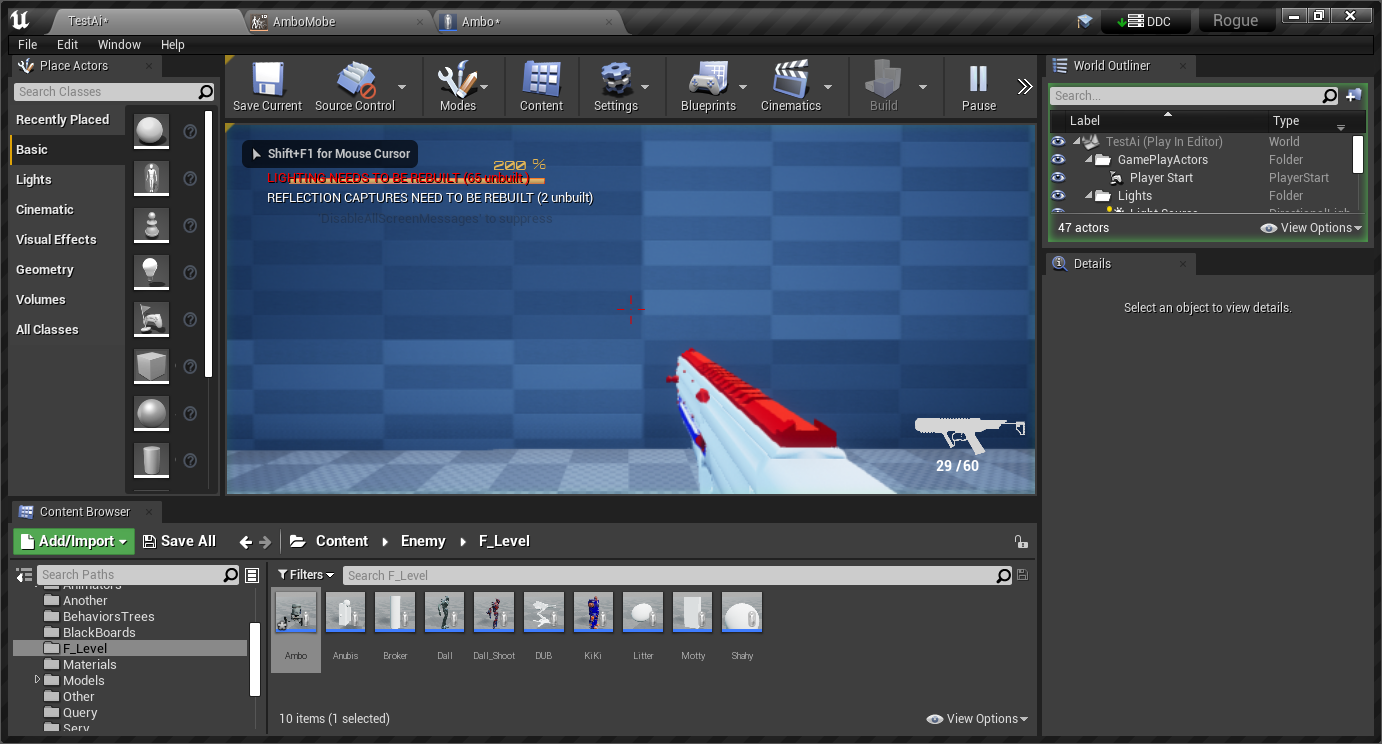 TestAi*
AmboMobe
Ambo*
DDC
Rogue
File Edit Window Help
Place Actors
Search Classes
Recently Placed
Basic
Lights
Cinematic
Visual Effects
Geometry
Volumes
All Classes
Save Current
Source Control
Modes
Content
Settings
Blueprints
Cinematics
Build
Pause
Shift+F1 for Mouse Cursor
200 %
LIGHTING NEEDS TO BE REBUILT (65 unbuilt)
REFLECTION CAPTURES NEED TO BE REBUILT (2 unbuilt)
'DisableAllScreenMessages' to suppress
29 / 60
World Outliner
Search...
Label Type
TestAi (Play In Editor) World
GamePlayActors Folder
Player Start PlayerStart
Lights Folder
Light Source DirectionalLigh
47 actors
View Options
Details
Select an object to view details.
Content Browser
Add/Import
Save All
Content
Enemy
F_Level
Search Paths
Filters
Search F_Level
Animators
Another
BehaviorsTrees
BlackBoards
F_Level
Materials
Models
Other
Query
Serv
Ambo
Anubis
Broker
Dall
Dall_Shoot
DUB
KiKi
Litter
Motty
Shahy
10 items (1 selected)
View Options